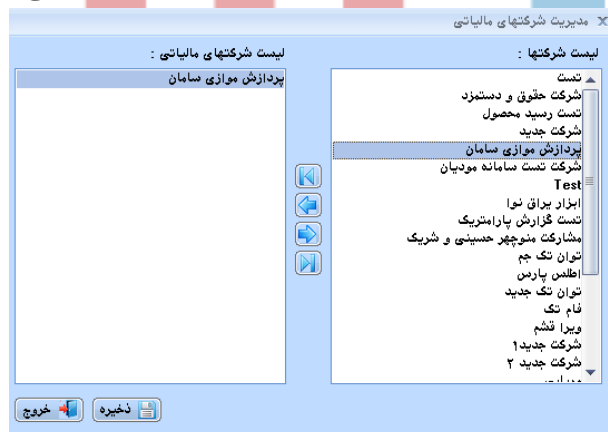 مدیریت شرکتهای مالیاتی
لیست شرکتها :
تست
شرکت حقوق و دستمزد
تست رسید محصول
شرکت جدید
پردازش موازی سامان
شرکت تست سامانه مودیان
Test
ابزار یراق نوا
تست گزارش پارامتریک
مشارکت منوچهر حسینی و شریک
توان تک جم
اطلس پارس
توان تک جدید
فام تک
ویرا قشم
شرکت جدید۱
شرکت جدید ۲
لیست شرکتهای مالیاتی :
پردازش موازی سامان
ذخیره
خروج